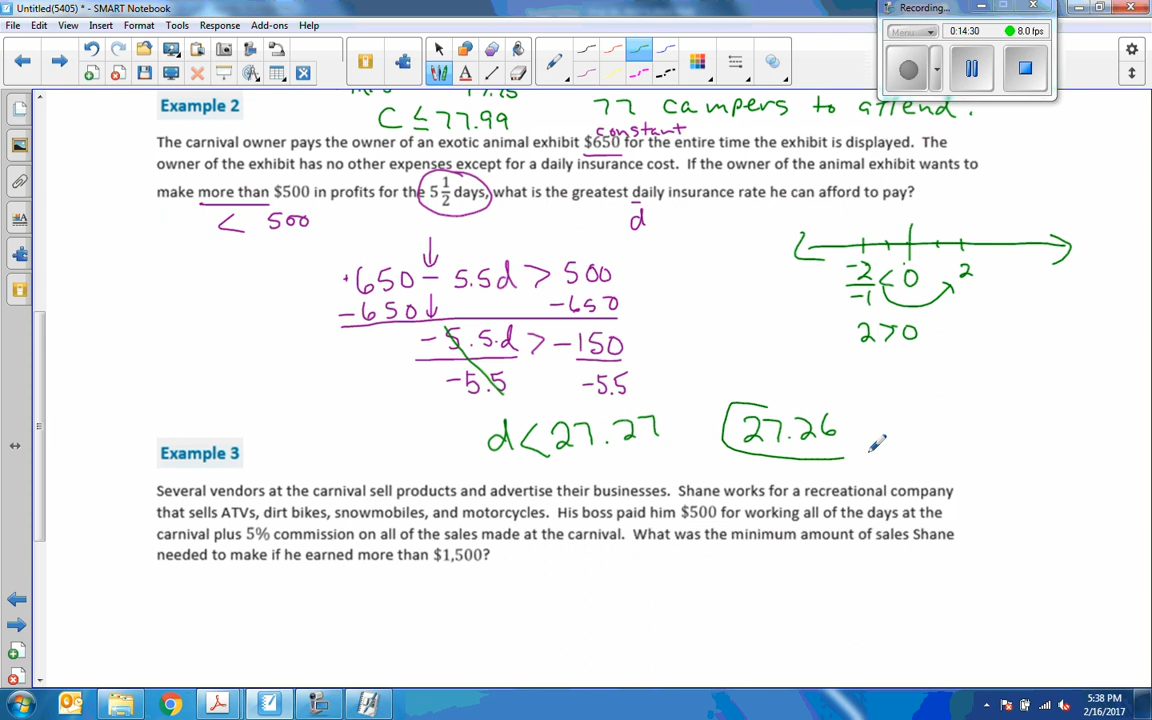 Untitled(5405) * - SMART Notebook
Recording...
File Edit View Insert Format Tools Response Add-ons Help
Menu 0:14:30 8.0 fps
77 campers to attend.
C ≤ 77.99
Example 2
constant
The carnival owner pays the owner of an exotic animal exhibit $650 for the entire time the exhibit is displayed. The
owner of the exhibit has no other expenses except for a daily insurance cost. If the owner of the animal exhibit wants to
make more than $500 in profits for the 5 1/2 days, what is the greatest daily insurance rate he can afford to pay?
< 500
d
+650 − 5.5d > 500
−650 −650
−5.5.d > −150
−5.5 −5.5
d < 27.27
27.26
−2 < 0 2
−1
2 > 0
Example 3
Several vendors at the carnival sell products and advertise their businesses. Shane works for a recreational company
that sells ATVs, dirt bikes, snowmobiles, and motorcycles. His boss paid him $500 for working all of the days at the
carnival plus 5% commission on all of the sales made at the carnival. What was the minimum amount of sales Shane
needed to make if he earned more than $1,500?
5:38 PM
2/16/2017